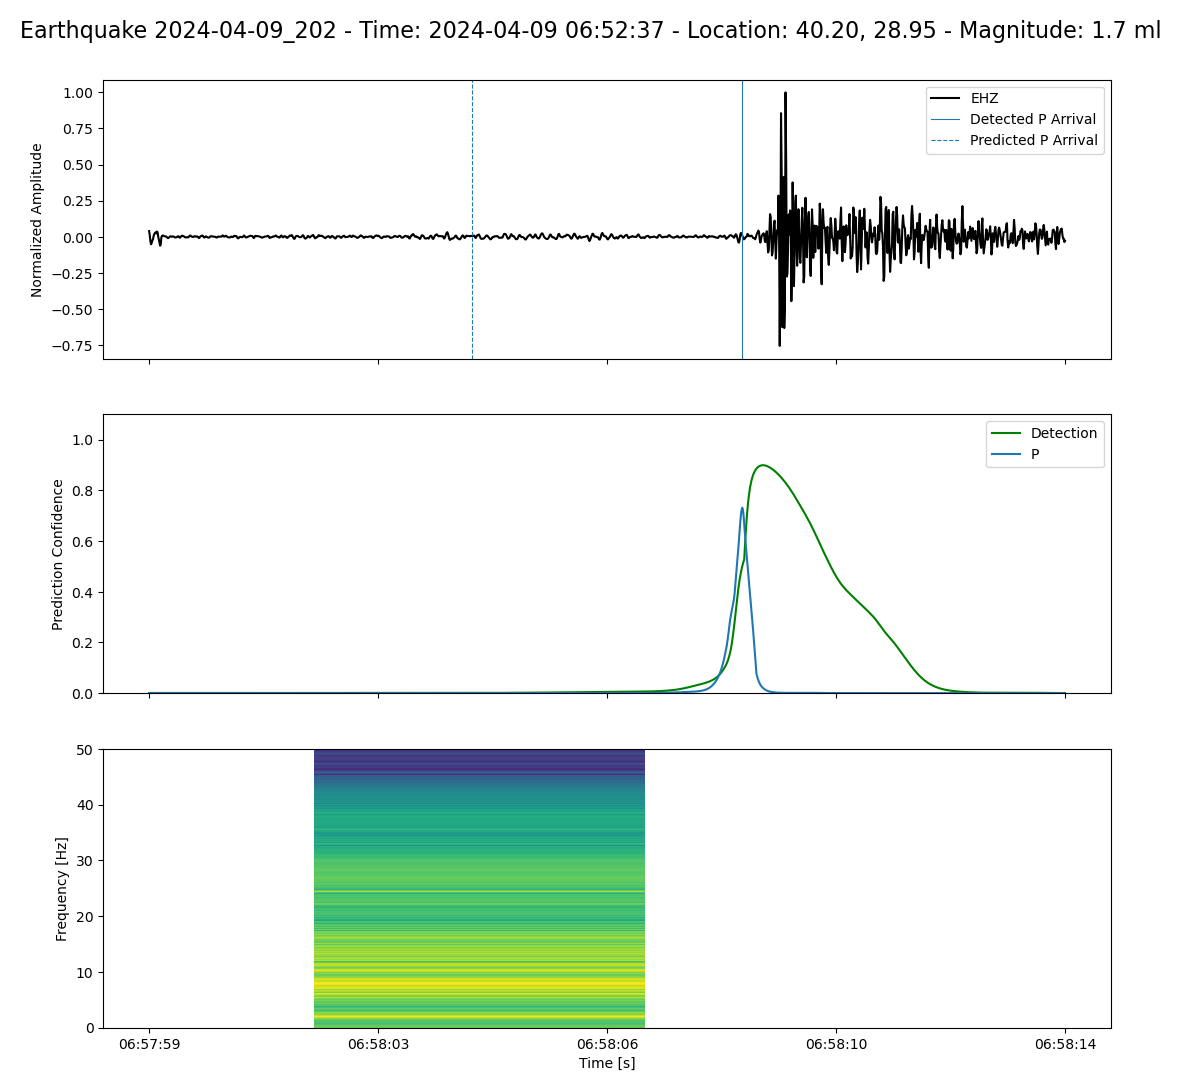 Earthquake 2024-04-09_202 - Time: 2024-04-09 06:52:37 - Location: 40.20, 28.95 - Magnitude: 1.7 ml
1.00
0.75
0.50
0.25
0.00
−0.25
−0.50
−0.75
Normalized Amplitude
EHZ
Detected P Arrival
Predicted P Arrival
1.0
0.8
0.6
0.4
0.2
0.0
Prediction Confidence
Detection
P
50
40
30
20
10
0
Frequency [Hz]
06:57:59 06:58:03 06:58:06 06:58:10 06:58:14
Time [s]